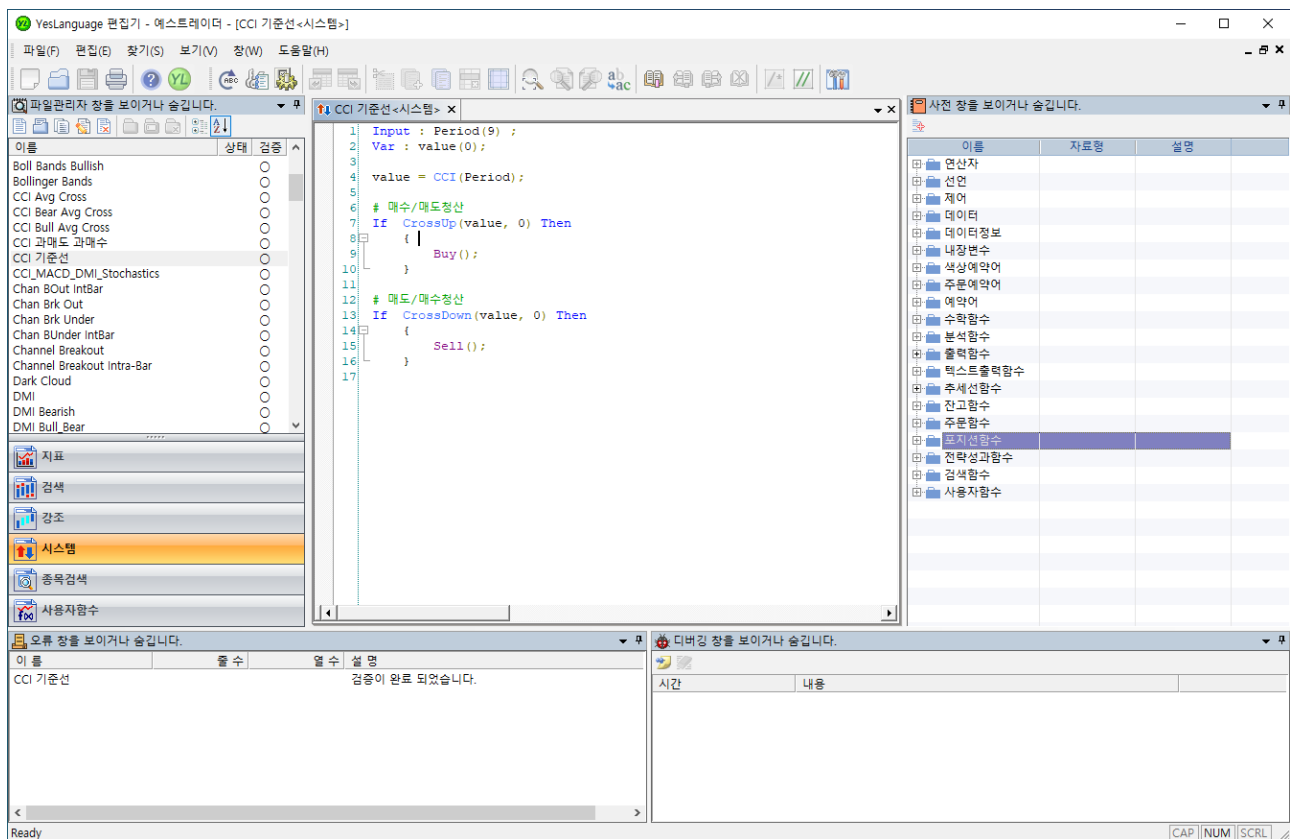 YesLanguage 편집기 - 예스트레이더 - [CCI 기준선<시스템>]
파일(F) 편집(E) 찾기(S) 보기(V) 창(W) 도움말(H)
파일관리자 창을 보이거나 숨깁니다.
이름 상태 검증
Boll Bands Bullish
Bollinger Bands
CCI Avg Cross
CCI Bear Avg Cross
CCI Bull Avg Cross
CCI 과매도 과매수
CCI 기준선
CCI_MACD_DMI_Stochastics
Chan BOut IntBar
Chan Brk Out
Chan Brk Under
Chan BUnder IntBar
Channel Breakout
Channel Breakout Intra-Bar
Dark Cloud
DMI
DMI Bearish
DMI Bull_Bear
지표
검색
강조
시스템
종목검색
사용자함수
CCI 기준선<시스템>
1 Input : Period(9) ;
2 Var : value(0);
3
4 value = CCI(Period);
5
6 # 매수/매도청산
7 If CrossUp(value, 0) Then
8 {
9 Buy();
10 }
11
12 # 매도/매수청산
13 If CrossDown(value, 0) Then
14 {
15 Sell();
16 }
17
사전 창을 보이거나 숨깁니다.
이름 자료형 설명
연산자
선언
제어
데이터
데이터정보
내장변수
색상예약어
주문예약어
예약어
수학함수
분석함수
출력함수
텍스트출력함수
추세선함수
잔고함수
주문함수
포지션함수
전략성과함수
검색함수
사용자함수
오류 창을 보이거나 숨깁니다.
이 름 줄 수 열 수 설 명
CCI 기준선 검증이 완료 되었습니다.
디버깅 창을 보이거나 숨깁니다.
시간 내용
Ready
CAP NUM SCRL